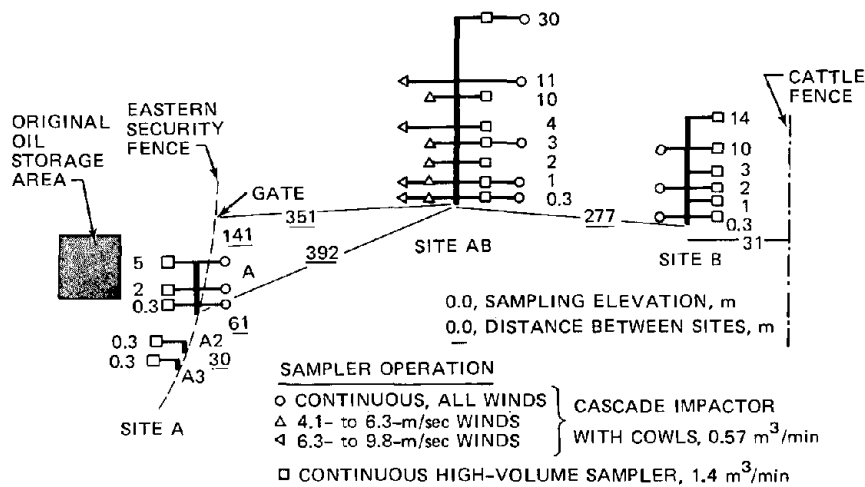 30
11
10
4
3
2
1
0.3
SITE AB
ORIGINAL
OIL
STORAGE
AREA
EASTERN
SECURITY
FENCE
GATE
351
141
392
5
2
0.3
A
61
0.3
0.3
A2
30
A3
SITE A
277
CATTLE
FENCE
14
10
3
2
1
0.3
31
SITE B
0.0, SAMPLING ELEVATION, m
0.0, DISTANCE BETWEEN SITES, m
SAMPLER OPERATION
CONTINUOUS, ALL WINDS
4.1- to 6.3-m/sec WINDS
6.3- to 9.8-m/sec WINDS
CASCADE IMPACTOR
WITH COWLS, 0.57 m³/min
CONTINUOUS HIGH-VOLUME SAMPLER, 1.4 m³/min